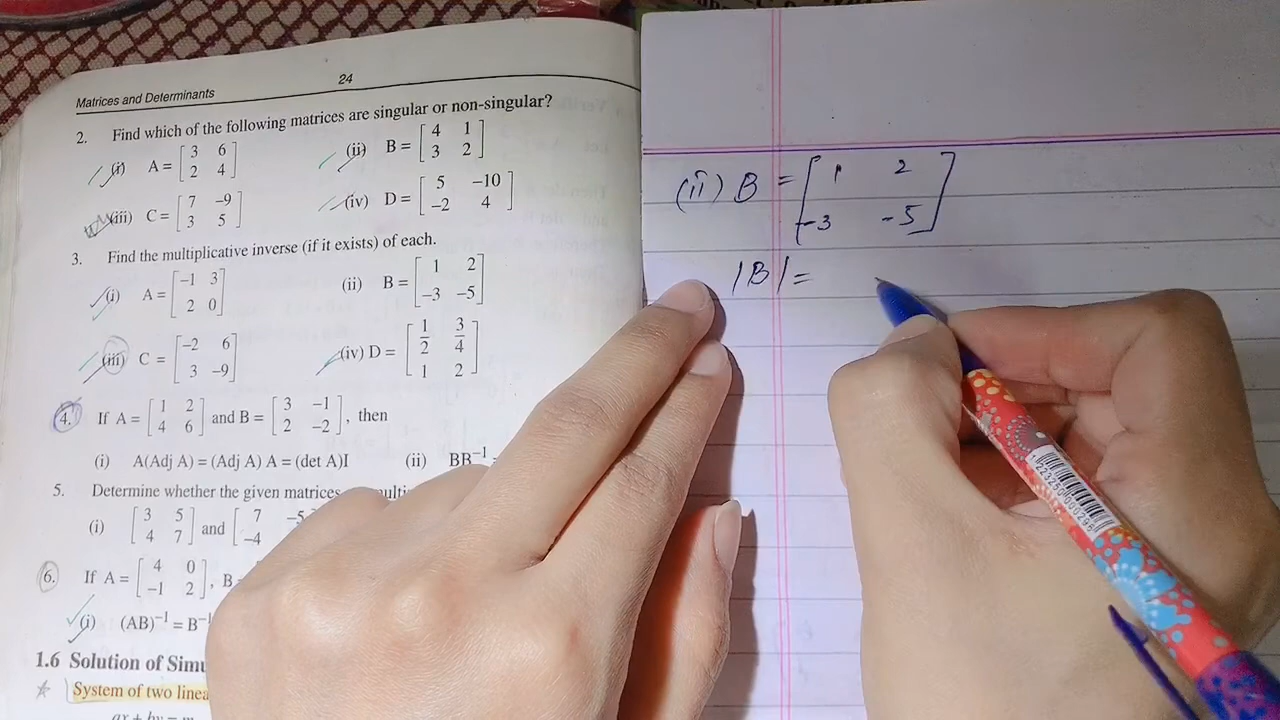 24
Matrices and Determinants
2. Find which of the following matrices are singular or non-singular?
(i) A = [3 6 (ii) B = [4 1
2 4] 3 2]
(iii) C = [7 -9 (iv) D = [5 -10
3 5] -2 4]
3. Find the multiplicative inverse (if it exists) of each.
(i) A = [-1 3 (ii) B = [1 2
2 0] -3 -5]
(iii) C = [-2 6 (iv) D = [1/2 3/4
3 -9] 1 2]
4. If A = [1 2 and B = [3 -1 , then
4 6] 2 -2]
(i) A(Adj A) = (Adj A) A = (det A)I (ii) BB⁻¹
5. Determine whether the given matrices
(i) [3 5 and [7 -5
4 7] -4
6. If A = [4 0 , B
-1 2]
(i) (AB)⁻¹ = B⁻¹
1.6 Solution of
System of two
(ii) B = [1 2
-3 -5]
|B| =